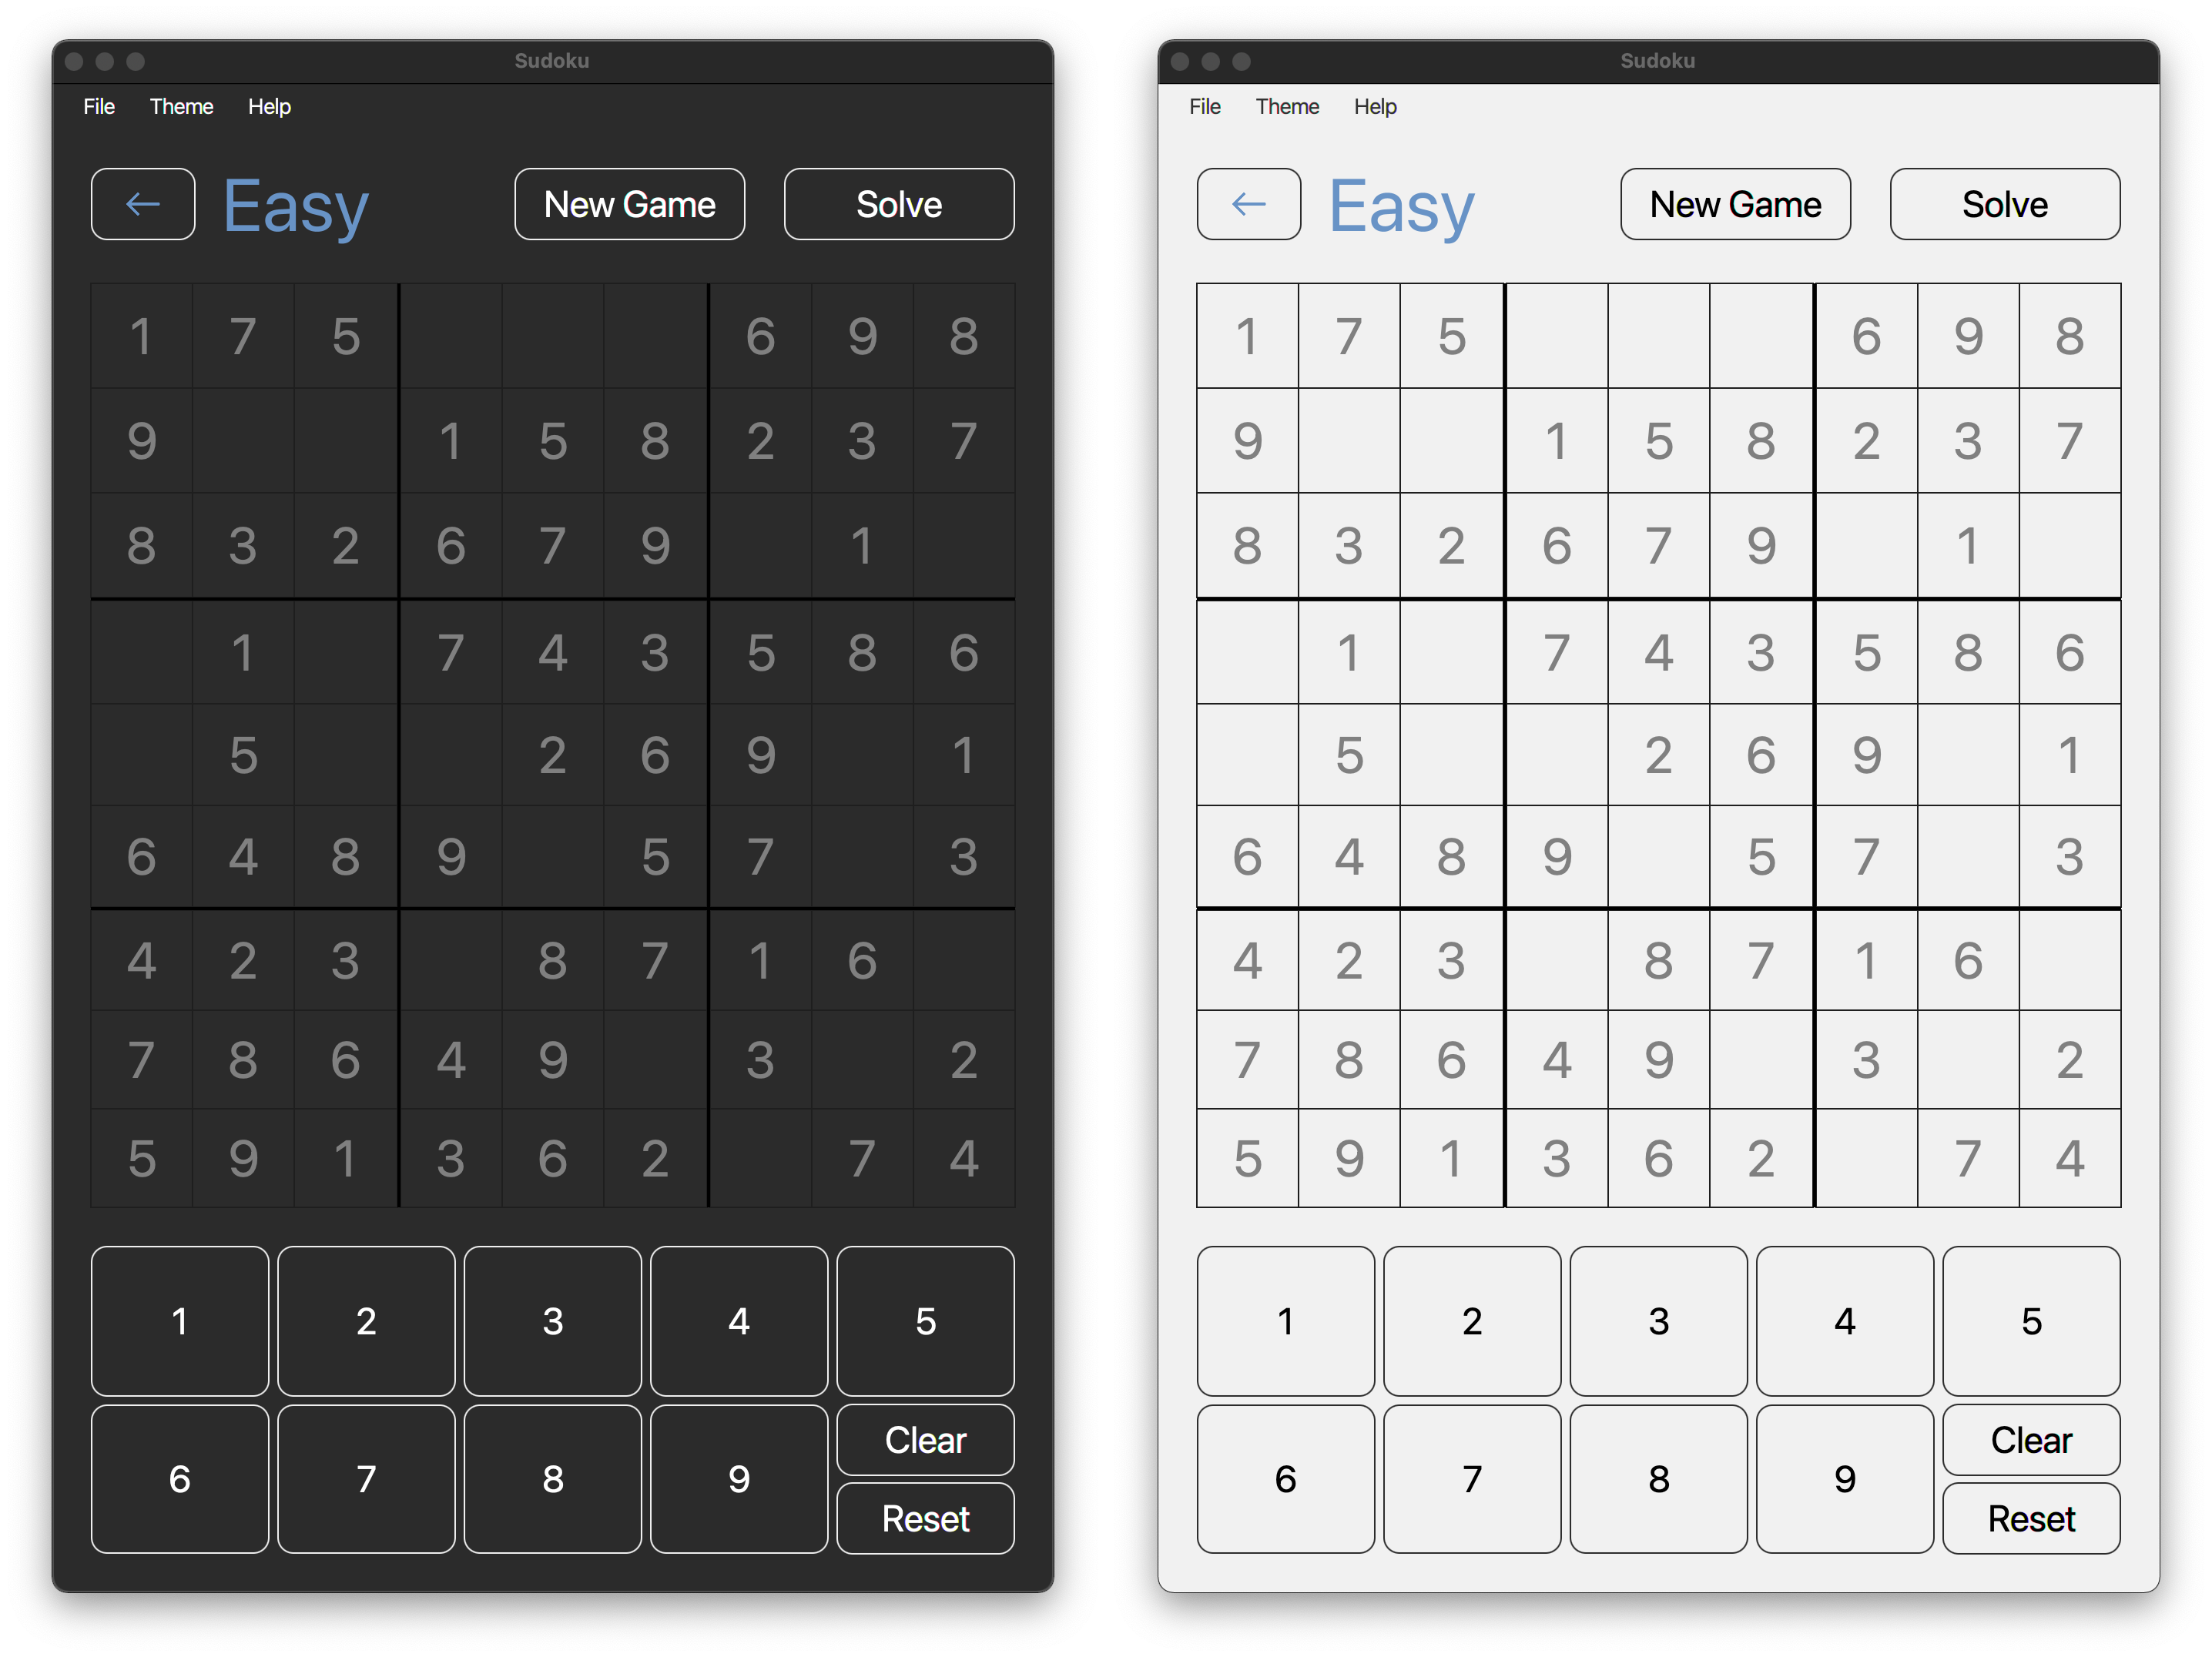 Sudoku
File Theme Help
← Easy New Game Solve
1 7 5 6 9 8
9 1 5 8 2 3 7
8 3 2 6 7 9 1
1 7 4 3 5 8 6
5 2 6 9 1
6 4 8 9 5 7 3
4 2 3 8 7 1 6
7 8 6 4 9 3 2
5 9 1 3 6 2 7 4
1 2 3 4 5
6 7 8 9 Clear
Reset
Sudoku
File Theme Help
← Easy New Game Solve
1 7 5 6 9 8
9 1 5 8 2 3 7
8 3 2 6 7 9 1
1 7 4 3 5 8 6
5 2 6 9 1
6 4 8 9 5 7 3
4 2 3 8 7 1 6
7 8 6 4 9 3 2
5 9 1 3 6 2 7 4
1 2 3 4 5
6 7 8 9 Clear
Reset